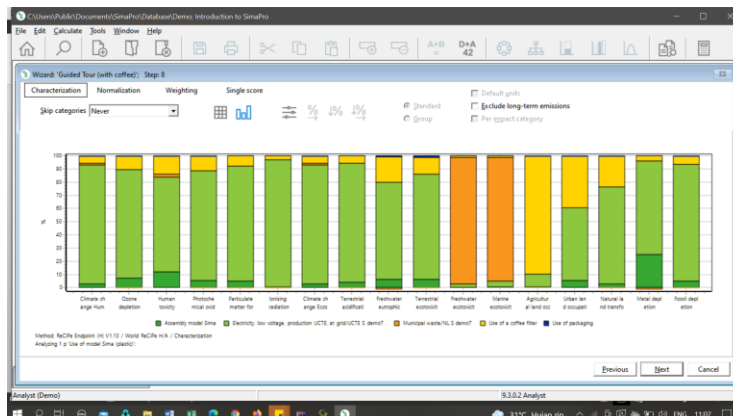 C:\Users\Public\Documents\SimaPro\Database\Demo; Introduction to SimaPro
File Edit Calculate Tools Window Help
A+B
=
D+A
42
Wizard: 'Guided Tour (with coffee)'; Step: 8
Characterization Normalization Weighting Single score
Skip categories Never
Standard
Group
Default units
Exclude long-term emissions
Per impact category
100
90
80
70
60
50
40
30
20
10
0
%
Climate ch Ozone Human Photoche Particulate Ionising Climate ch Terrestrial Freshwater Terrestrial Freshwater Marine Agricultur Urban lan Natural la Metal depl Fossil depl
ange Hum depletion toxicity mical oxid matter for radiation ange Ecos acidificati eutrophic ecotoxicit ecotoxicit ecotoxicit al land occ d occupati nd transfo etion etion
Assembly model Sima Electricity, low voltage, production UCTE, at grid/UCTE S demo? Municipal waste/NL S demo? Use of a coffee filter Use of packaging
Method: ReCiPe Endpoint (H) V1.13 / World ReCiPe H/A / Characterization
Analyzing 1 p 'Use of model Sima (plastic)';
Previous Next Cancel
Analyst (Demo) 9.3.0.2 Analyst
31°C Hujan rin ENG 11:07